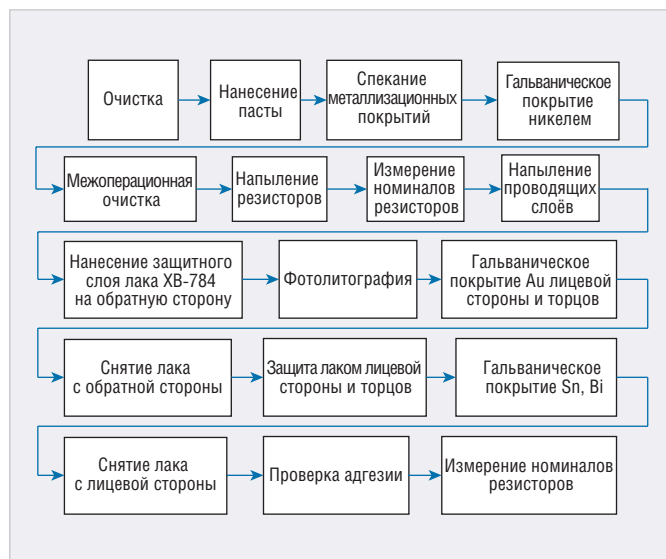 Очистка
Нанесение
пасты
Спекание
металлизационных
покрытий
Гальваническое
покрытие
никелем
Межоперационная
очистка
Напыление
резисторов
Измерение
номиналов
резисторов
Напыление
проводящих
слоёв
Нанесение защитного
слоя лака ХВ-784
на обратную сторону
Фотолитография
Гальваническое
покрытие Au лицевой
стороны и торцов
Снятие лака
с обратной стороны
Защита лаком лицевой
стороны и торцов
Гальваническое
покрытие Sn, Bi
Снятие лака
с лицевой стороны
Проверка адгезии
Измерение номиналов
резисторов